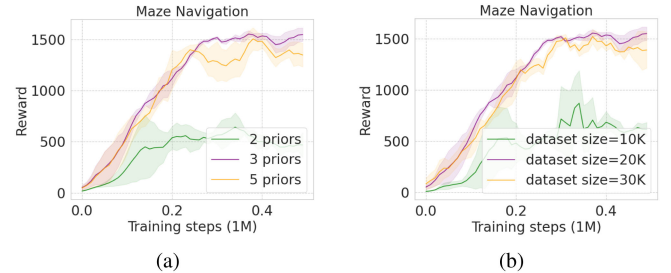 Maze Navigation
1500
1000
500
0
Reward
2 priors
3 priors
5 priors
0.0 0.2 0.4
Training steps (1M)
(a)
Maze Navigation
1500
1000
500
0
Reward
dataset size=10K
dataset size=20K
dataset size=30K
0.0 0.2 0.4
Training steps (1M)
(b)